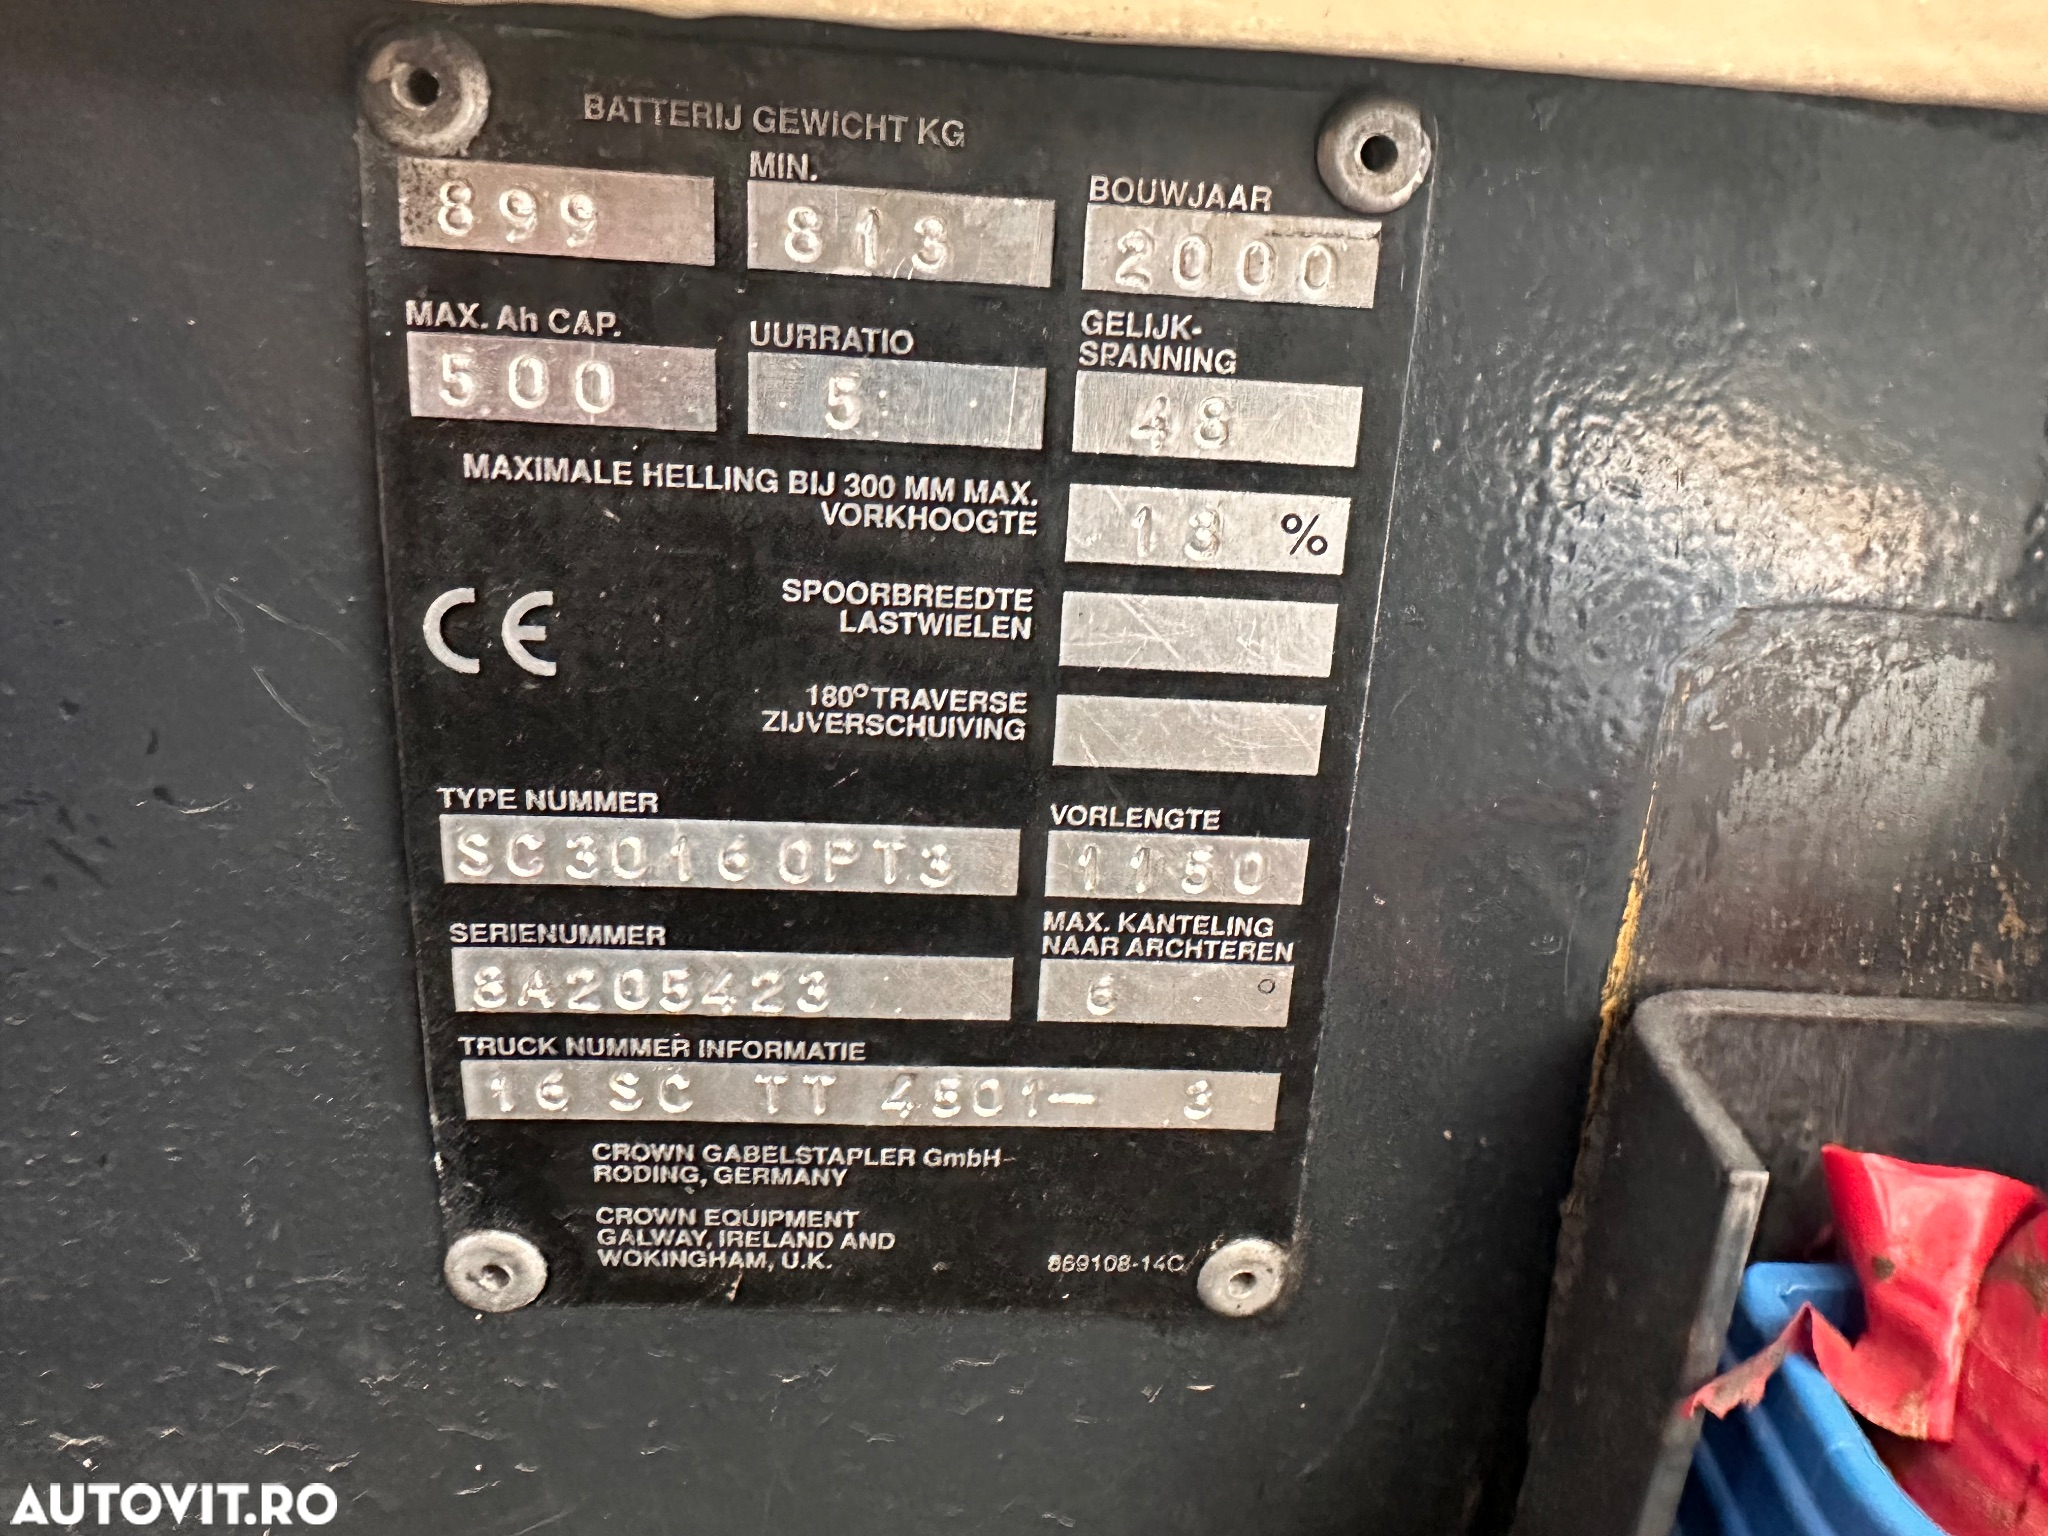 BATTERIJ GEWICHT KG
MIN.
899
813
BOUWJAAR
2000
MAX. Ah CAP.
500
UURRATIO
5
GELIJK-
SPANNING
48
MAXIMALE HELLING BIJ 300 MM MAX.
VORKHOOGTE
13 %
CE
SPOORBREEDTE
LASTWIELEN
180° TRAVERSE
ZIJVERSCHUIVING
TYPE NUMMER
SC30160PT3
VORLENGTE
1150
SERIENUMMER
8A205423
MAX. KANTELING
NAAR ARCHTEREN
6 °
TRUCK NUMMER INFORMATIE
16 SC TT 4501- 3
CROWN GABELSTAPLER GmbH
RODING, GERMANY
CROWN EQUIPMENT
GALWAY, IRELAND AND
WOKINGHAM, U.K.
869108-14C
AUTOVIT.RO